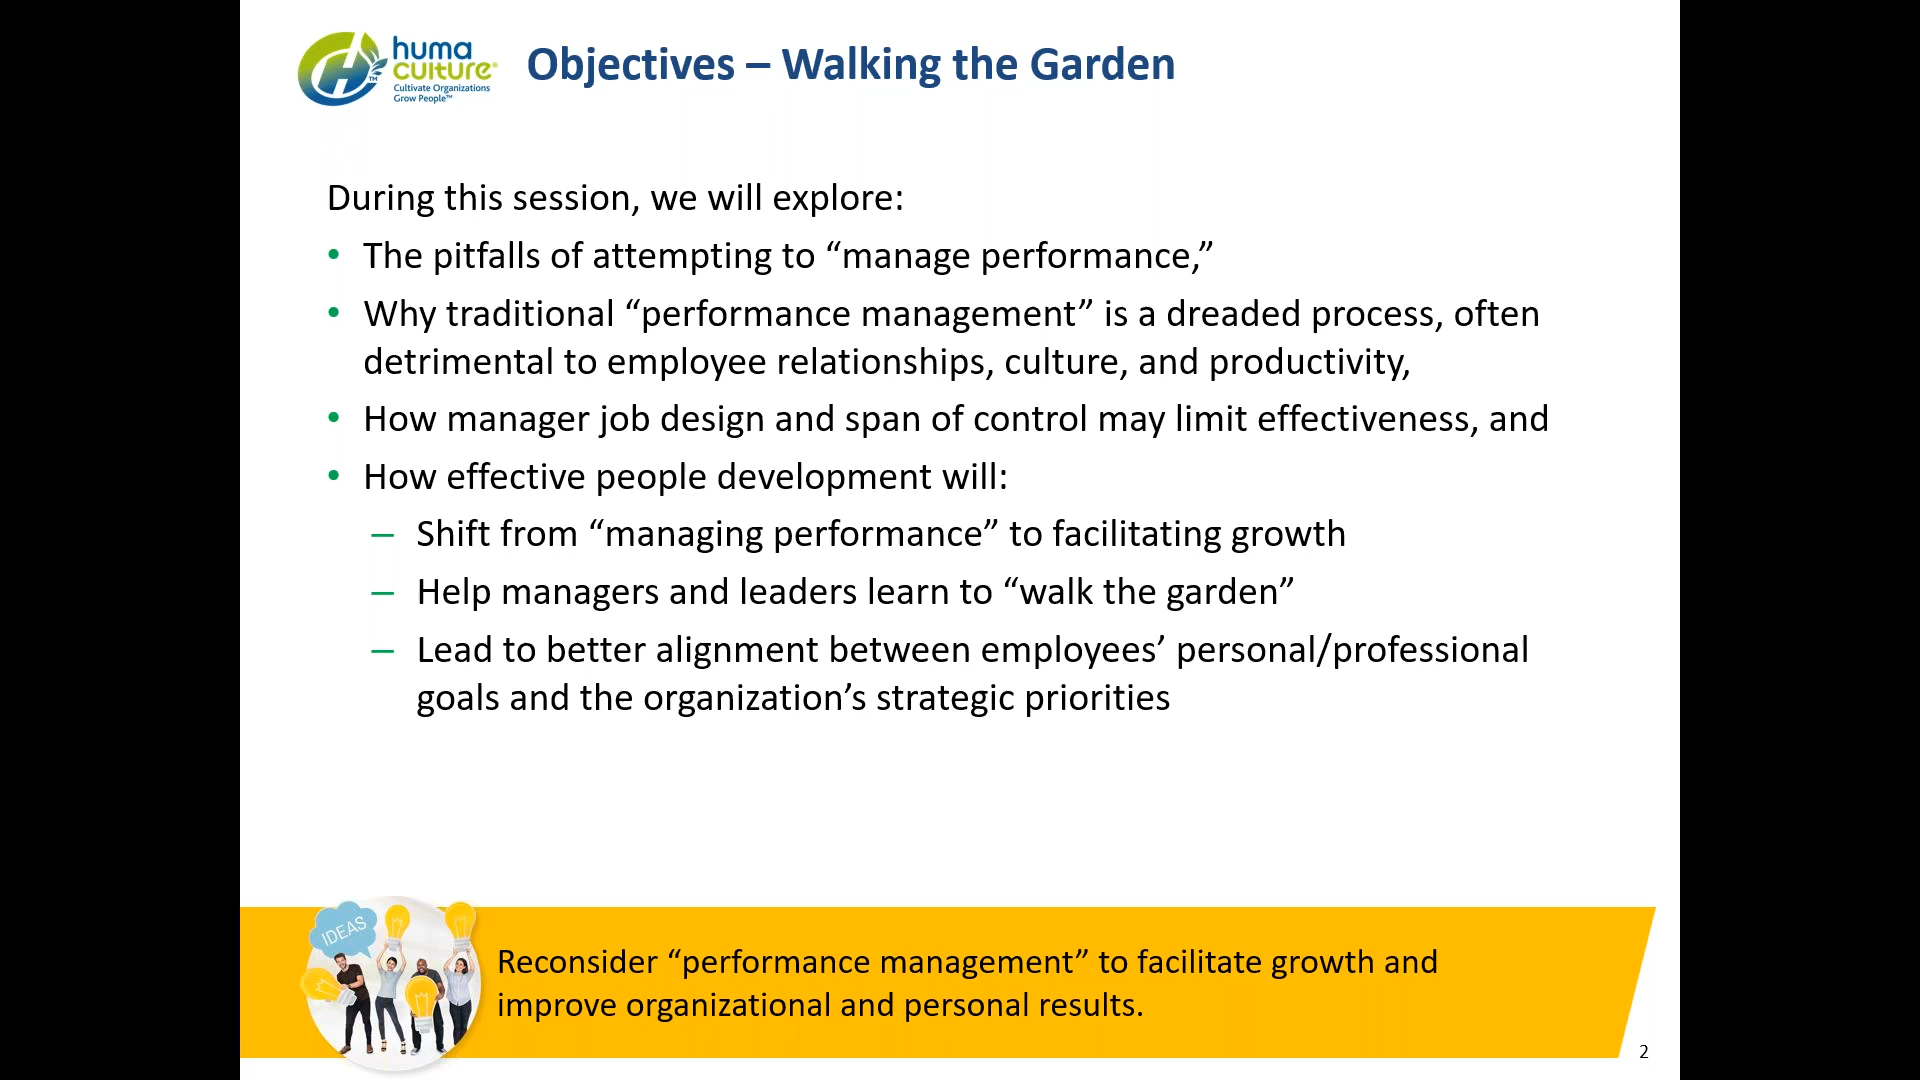 huma
culture®
Cultivate Organizations
Grow People™
TM
Objectives – Walking the Garden
During this session, we will explore:
• The pitfalls of attempting to “manage performance,”
• Why traditional “performance management” is a dreaded process, often
detrimental to employee relationships, culture, and productivity,
• How manager job design and span of control may limit effectiveness, and
• How effective people development will:
– Shift from “managing performance” to facilitating growth
– Help managers and leaders learn to “walk the garden”
– Lead to better alignment between employees’ personal/professional
goals and the organization’s strategic priorities
IDEAS
Reconsider “performance management” to facilitate growth and
improve organizational and personal results.
2